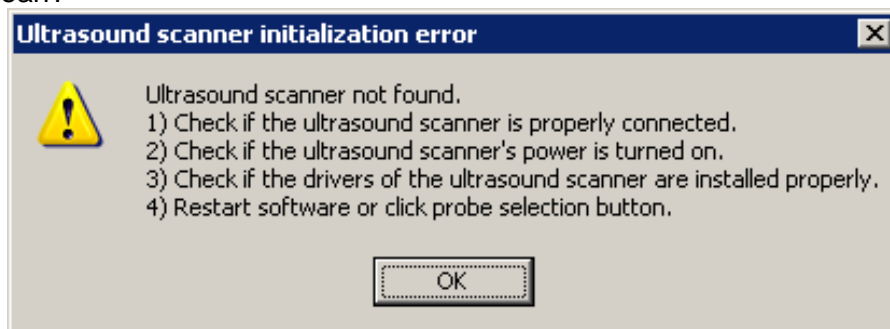 Ultrasound scanner initialization error
Ultrasound scanner not found.
1) Check if the ultrasound scanner is properly connected.
2) Check if the ultrasound scanner's power is turned on.
3) Check if the drivers of the ultrasound scanner are installed properly.
4) Restart software or click probe selection button.
OK